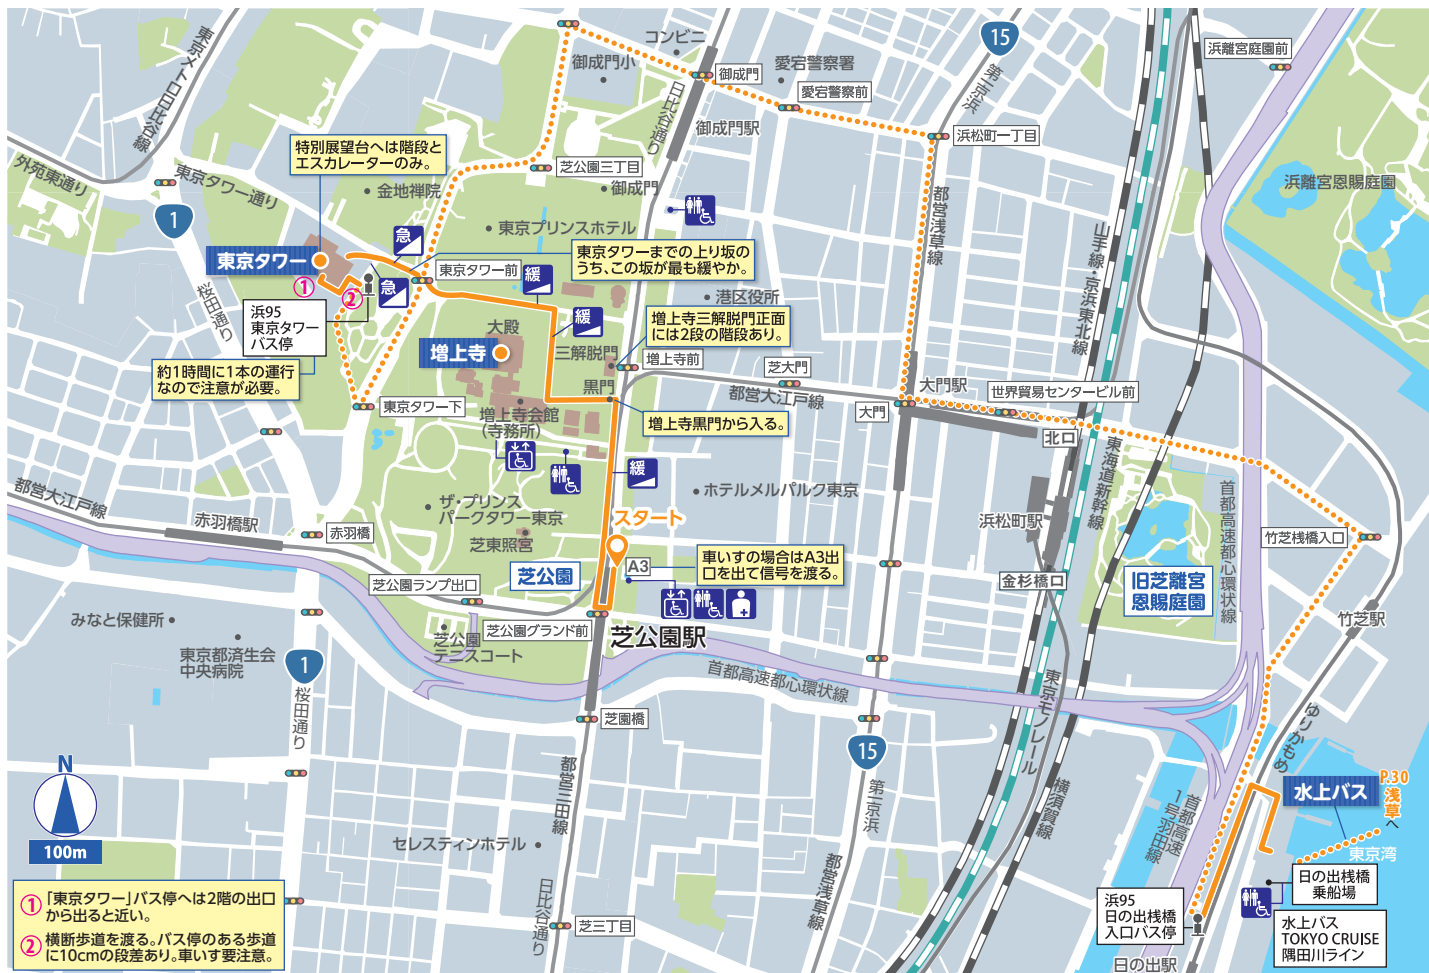 東京メトロ日比谷線
コンビニ
御成門小
御成門
愛宕警察署
愛宕警察前
15
第一京浜
浜離宮庭園前
日比谷通り
御成門駅
浜松町一丁目
特別展望台へは階段と
エスカレーターのみ。
芝公園三丁目
外苑東通り
東京タワー通り
金地禅院
御成門
都営浅草線
浜離宮恩賜庭園
1
東京プリンスホテル
山手線・京浜東北線
急
東京タワー
東京タワー前
東京タワーまでの上り坂の
うち、この坂が最も緩やか。
緩
①
②
急
桜田通り
浜95
東京タワー
バス停
港区役所
大殿
緩
増上寺三解脱門正面
には2段の階段あり。
増上寺
三解脱門
増上寺前
芝大門
約1時間に1本の運行
なので注意が必要。
黒門
都営大江戸線
大門駅
世界貿易センタービル前
東京タワー下
増上寺会館
(寺務所)
増上寺黒門から入る。
大門
北口
東海道新幹線
緩
首都高速都心環状線
都営大江戸線
赤羽橋駅
赤羽橋
ザ・プリンス
パークタワー東京
ホテルメルパルク東京
スタート
浜松町駅
竹芝桟橋入口
芝東照宮
車いすの場合はA3出
口を出て信号を渡る。
A3
芝公園
芝公園ランプ出口
金杉橋口
旧芝離宮
恩賜庭園
みなと保健所
芝公園グランド前
芝公園駅
竹芝駅
東京都済生会
中央病院
芝公園
テニスコート
1
桜田通り
首都高速都心環状線
東京モノレール
芝園橋
ゆりかもめ
15
N
100m
都営三田線
第一京浜
横須賀線
首都高速
1号羽田線
水上バス
P.30
浅草へ
東京湾
セレスティンホテル
日比谷通り
都営浅草線
日の出桟橋
乗船場
①「東京タワー」バス停へは2階の出口
から出ると近い。
②横断歩道を渡る。バス停のある歩道
に10cmの段差あり。車いす要注意。
芝三丁目
浜95
日の出桟橋
入口バス停
水上バス
TOKYO CRUISE
隅田川ライン
日の出駅